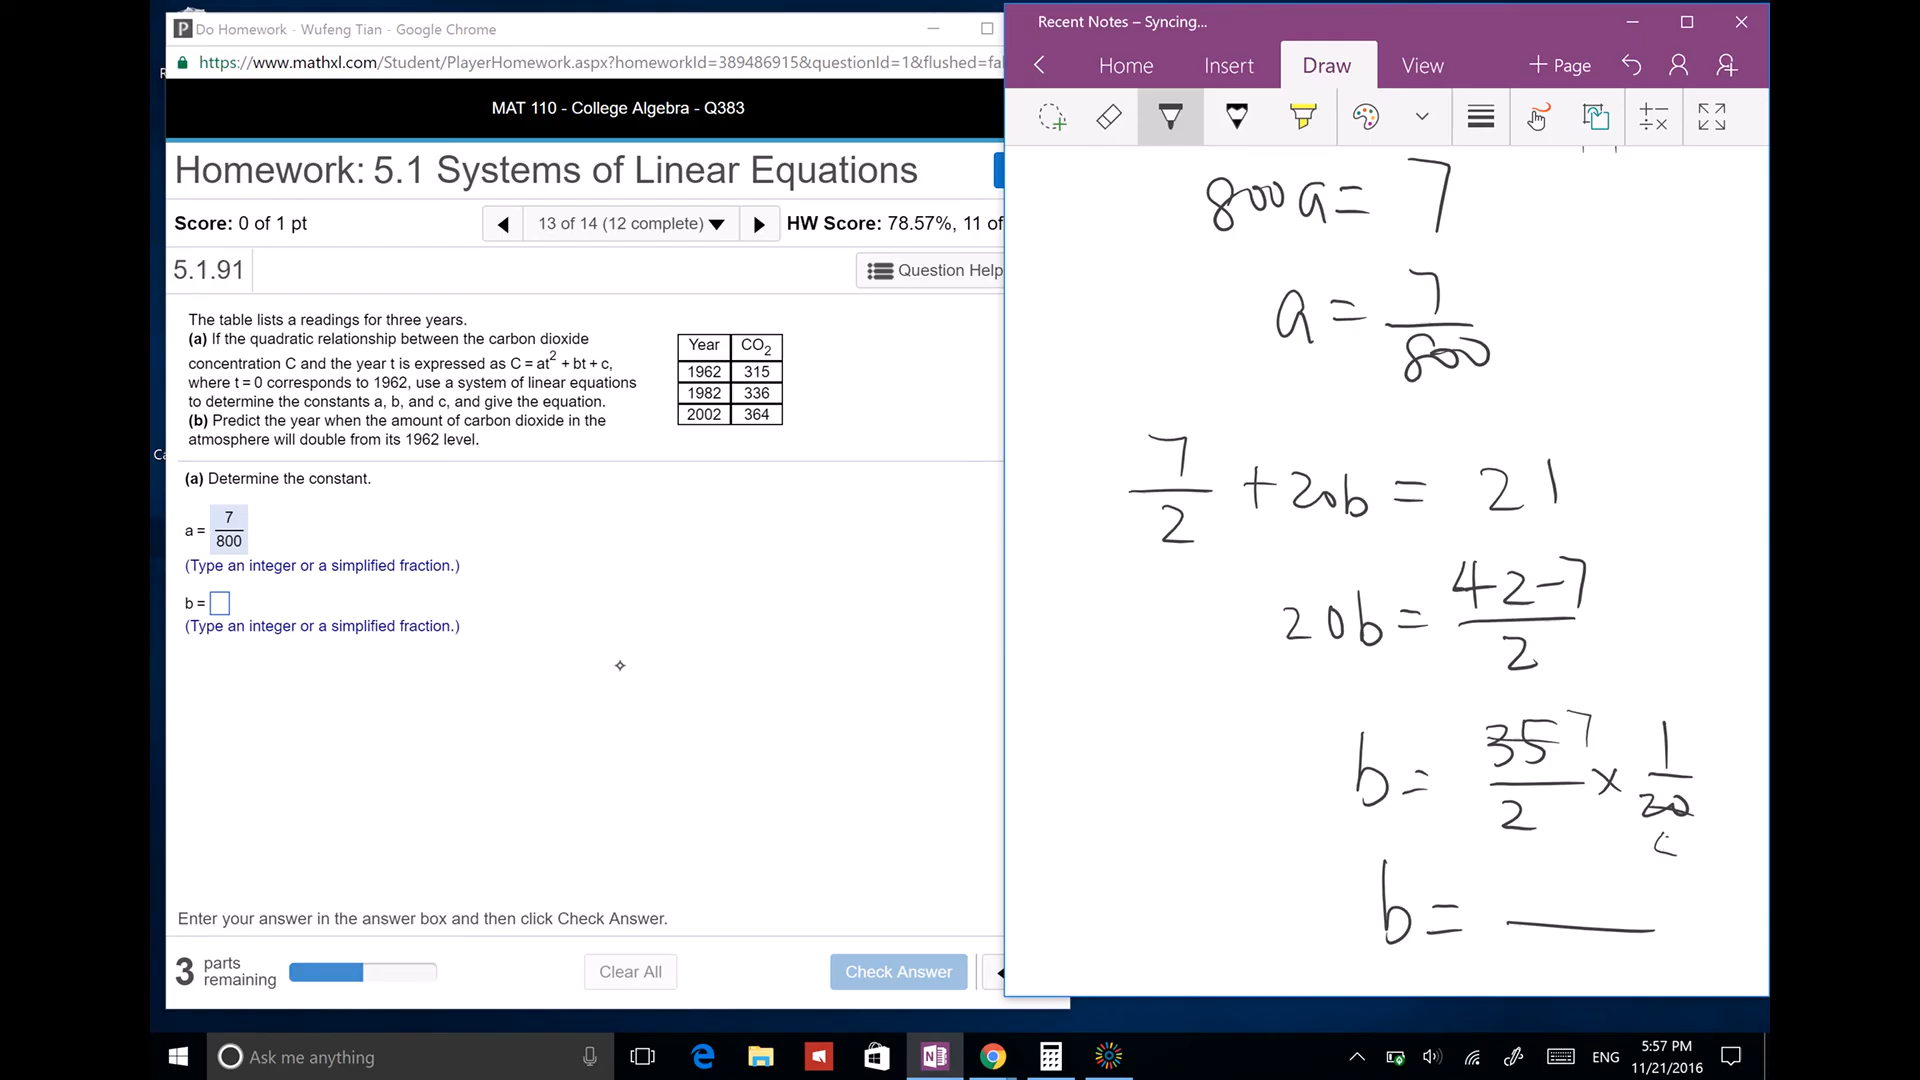 Do Homework - Wufeng Tian - Google Chrome
https://www.mathxl.com/Student/PlayerHomework.aspx?homeworkId=389486915&questionId=1&flushed=fal
MAT 110 - College Algebra - Q383
Homework: 5.1 Systems of Linear Equations
Score: 0 of 1 pt
13 of 14 (12 complete)
HW Score: 78.57%, 11 of
5.1.91
Question Help
The table lists a readings for three years.
(a) If the quadratic relationship between the carbon dioxide
concentration C and the year t is expressed as C = at² + bt + c,
where t = 0 corresponds to 1962, use a system of linear equations
to determine the constants a, b, and c, and give the equation.
(b) Predict the year when the amount of carbon dioxide in the
atmosphere will double from its 1962 level.
Year CO₂
1962 315
1982 336
2002 364
(a) Determine the constant.
a = 7/800
(Type an integer or a simplified fraction.)
b =
(Type an integer or a simplified fraction.)
Enter your answer in the answer box and then click Check Answer.
3 parts remaining
Clear All
Check Answer
Recent Notes – Syncing...
Home Insert Draw View
+ Page
800a = 7
a = 7/800
7/2 + 20b = 21
20b = 42-7/2
b = 35 7/2 × 1/20
b =
Ask me anything
ENG
5:57 PM
11/21/2016